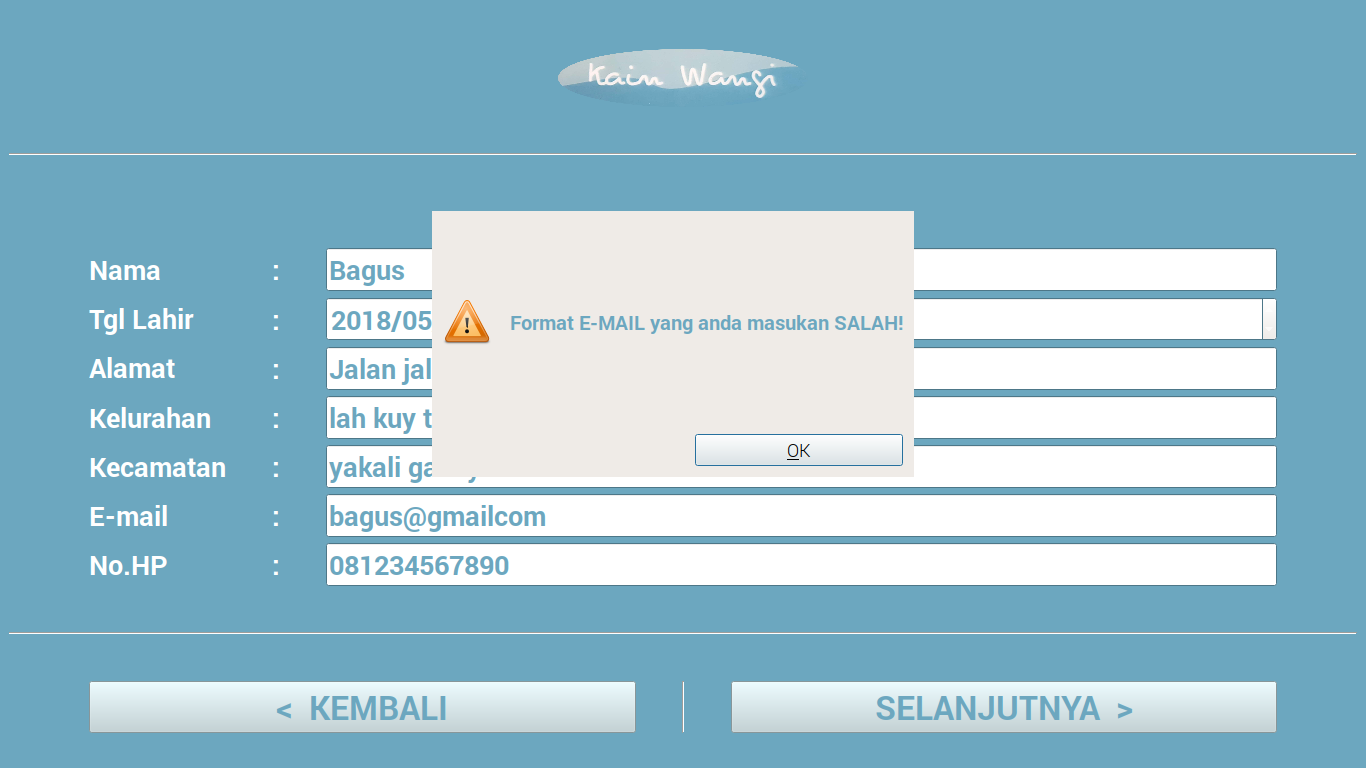 Kain Wangi
Nama : Bagus
Tgl Lahir : 2018/05
Alamat : Jalan jal
Kelurahan : lah kuy t
Kecamatan : yakali ga
E-mail : bagus@gmailcom
No.HP : 081234567890
Format E-MAIL yang anda masukan SALAH!
OK
< KEMBALI
SELANJUTNYA >